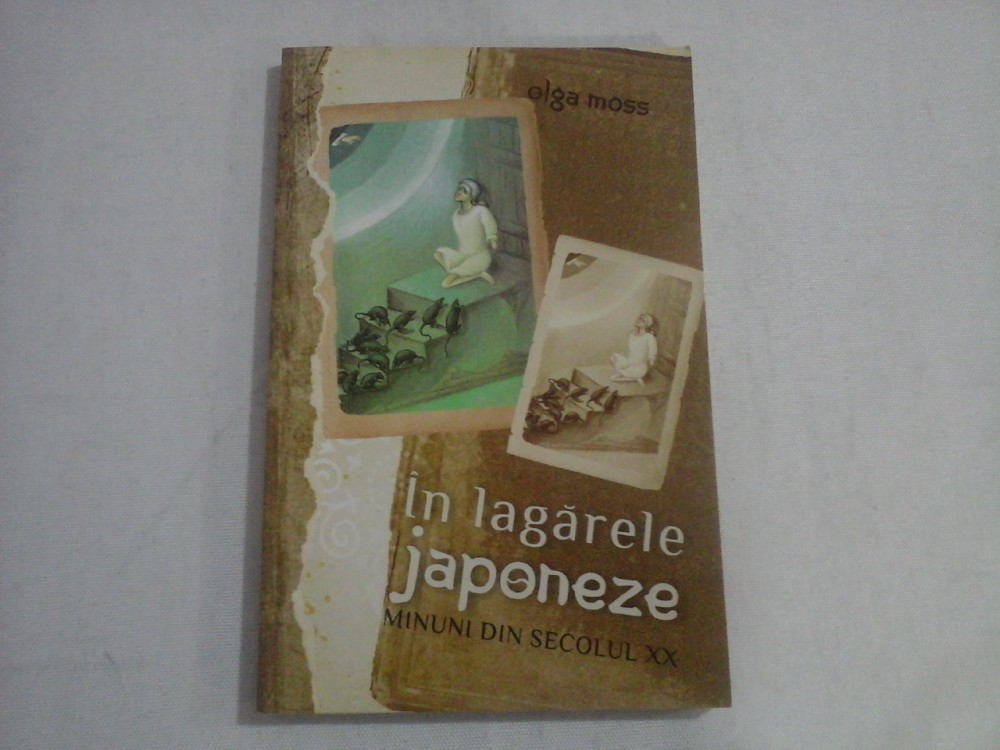 olga moss
În lagărele
japoneze
MINUNI DIN SECOLUL XX